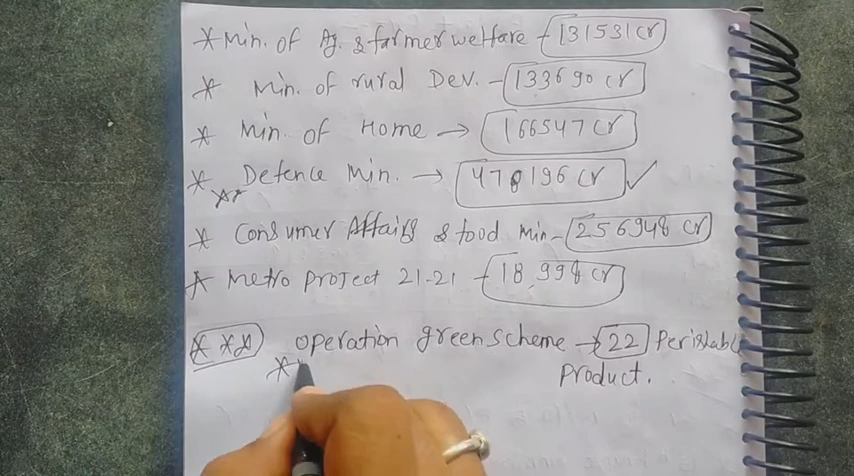 * Min. of Ag. & farmer welfare - 131531 cr
* Min. of rural Dev. - 133690 cr
* Min. of Home → 166547 cr
* Defence Min. → 478196 cr ✓
* Consumer Affairs & food min - 256948 cr
* Metro Project 21-21 - 18,998 cr
*** Operation green scheme → 22 Perishable
Product.